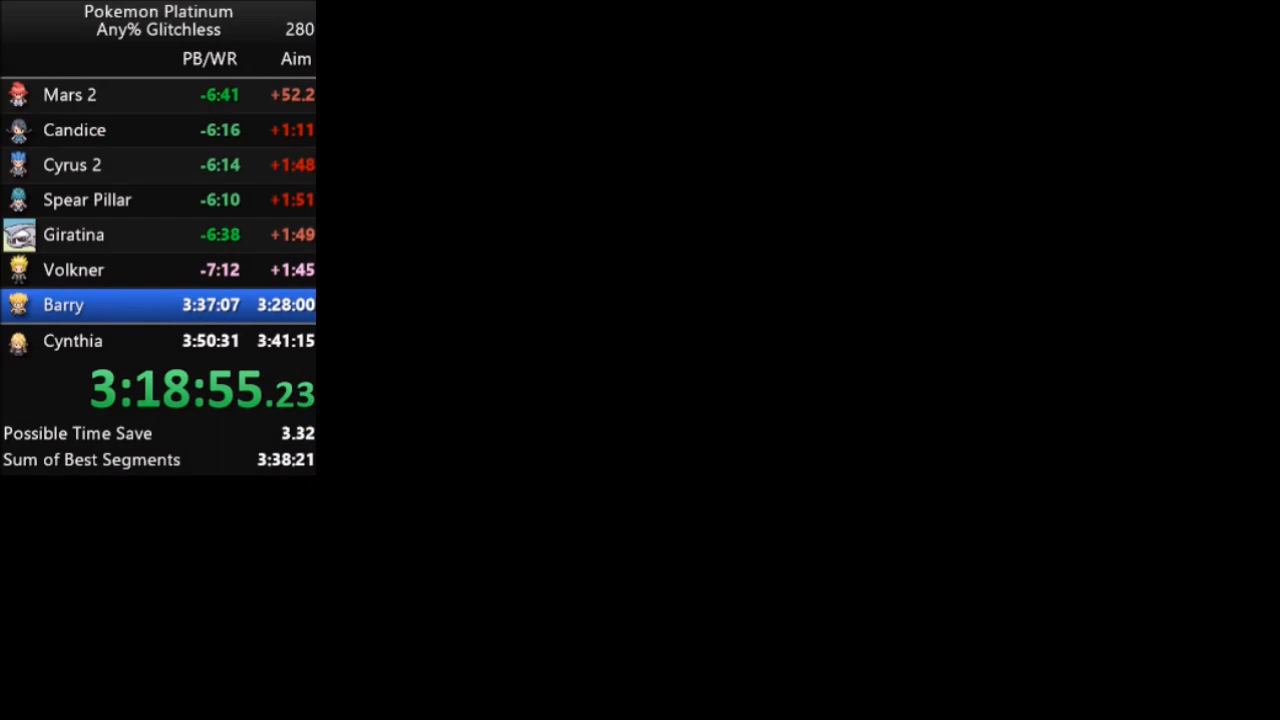 Pokemon Platinum
Any% Glitchless 280
PB/WR Aim
Mars 2 -6:41 +52.2
Candice -6:16 +1:11
Cyrus 2 -6:14 +1:48
Spear Pillar -6:10 +1:51
Giratina -6:38 +1:49
Volkner -7:12 +1:45
Barry 3:37:07 3:28:00
Cynthia 3:50:31 3:41:15
3:18:55.23
Possible Time Save 3.32
Sum of Best Segments 3:38:21